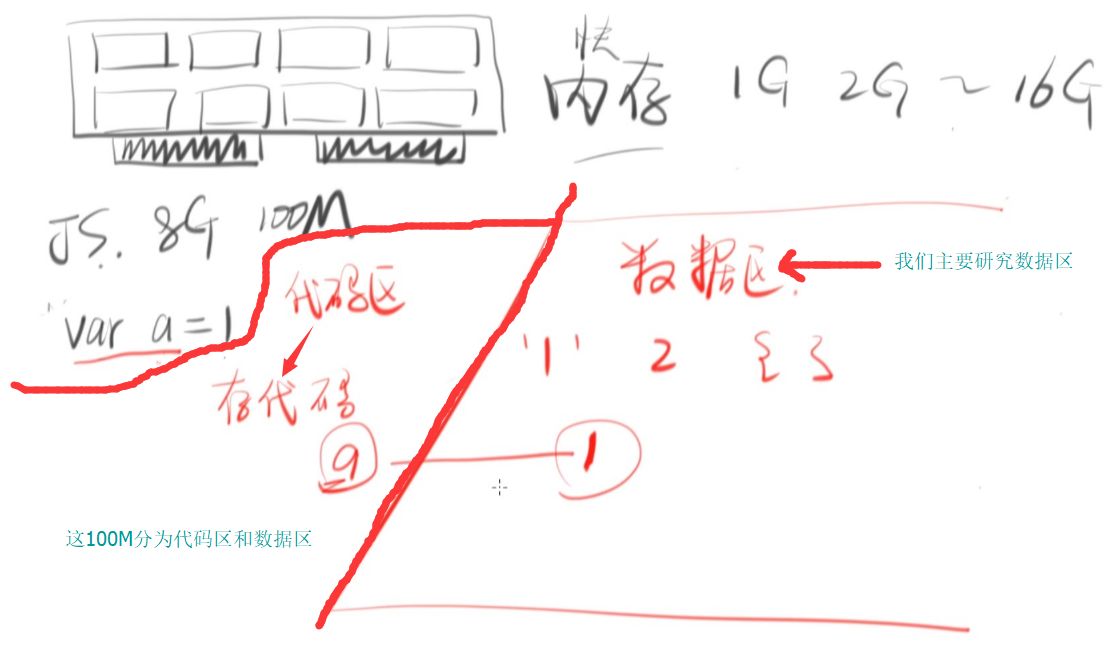 快
内存 1G 2G ~ 16G
JS. 8G 100M
数据区.
我们主要研究数据区
代码区
var a = 1
'1' 2 { }
存代码
a 1
这100M分为代码区和数据区